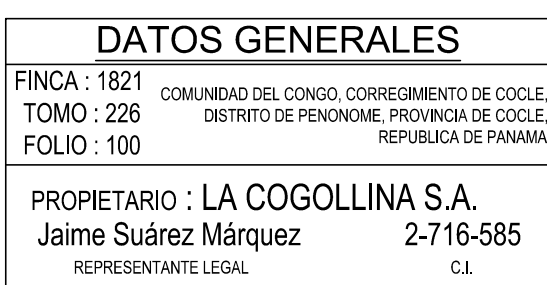 DATOS GENERALES
FINCA : 1821
TOMO : 226
FOLIO : 100
COMUNIDAD DEL CONGO, CORREGIMIENTO DE COCLE,
DISTRITO DE PENONOME, PROVINCIA DE COCLE,
REPUBLICA DE PANAMA
PROPIETARIO : LA COGOLLINA S.A.
Jaime Suárez Márquez 2-716-585
REPRESENTANTE LEGAL C.I.